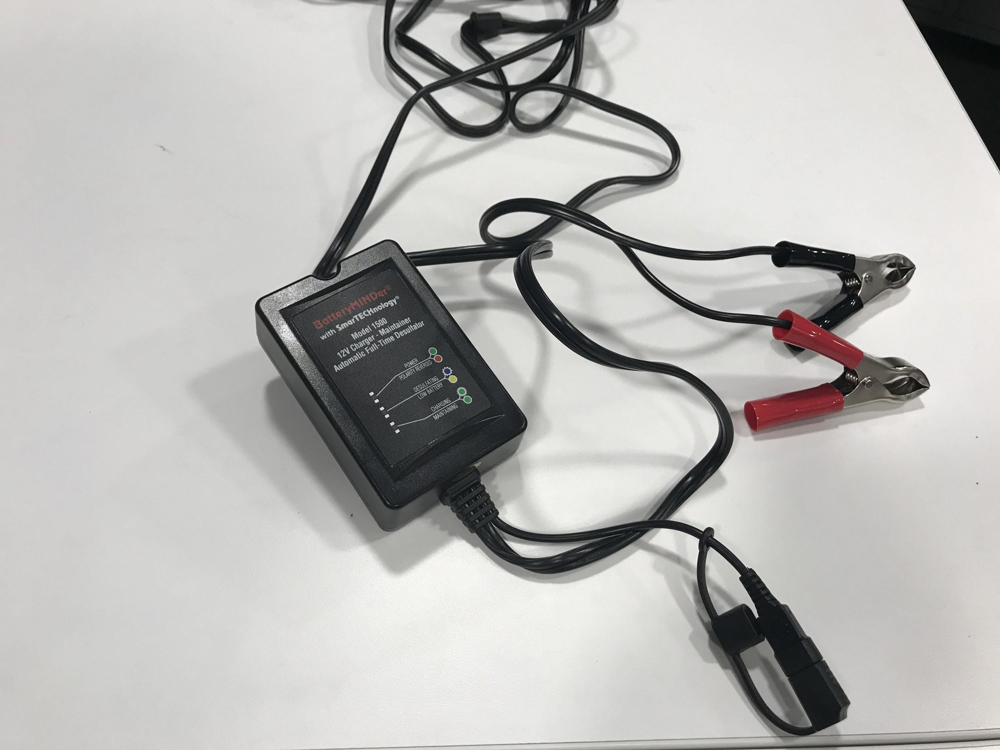 BatteryMINDer®
with SmarTECHnology®
Model 1500
12V Charger - Maintainer
Automatic Full-Time Desulfator
POWER
POLARITY REVERSED
DESULFATING
LOW BATTERY
CHARGING
MAINTAINING